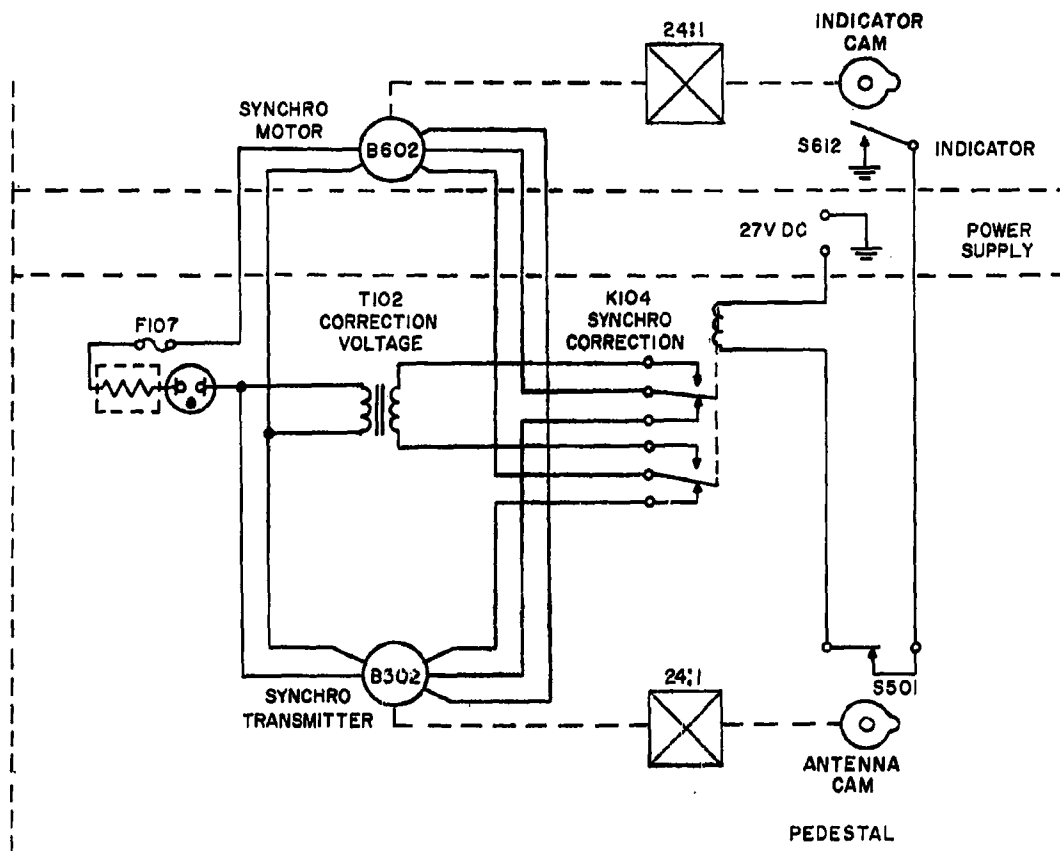 24:1
INDICATOR
CAM
SYNCHRO
MOTOR
B602
S612
INDICATOR
27V DC
POWER
SUPPLY
F107
T102
CORRECTION
VOLTAGE
K104
SYNCHRO
CORRECTION
B302
SYNCHRO
TRANSMITTER
24:1
S501
ANTENNA
CAM
PEDESTAL